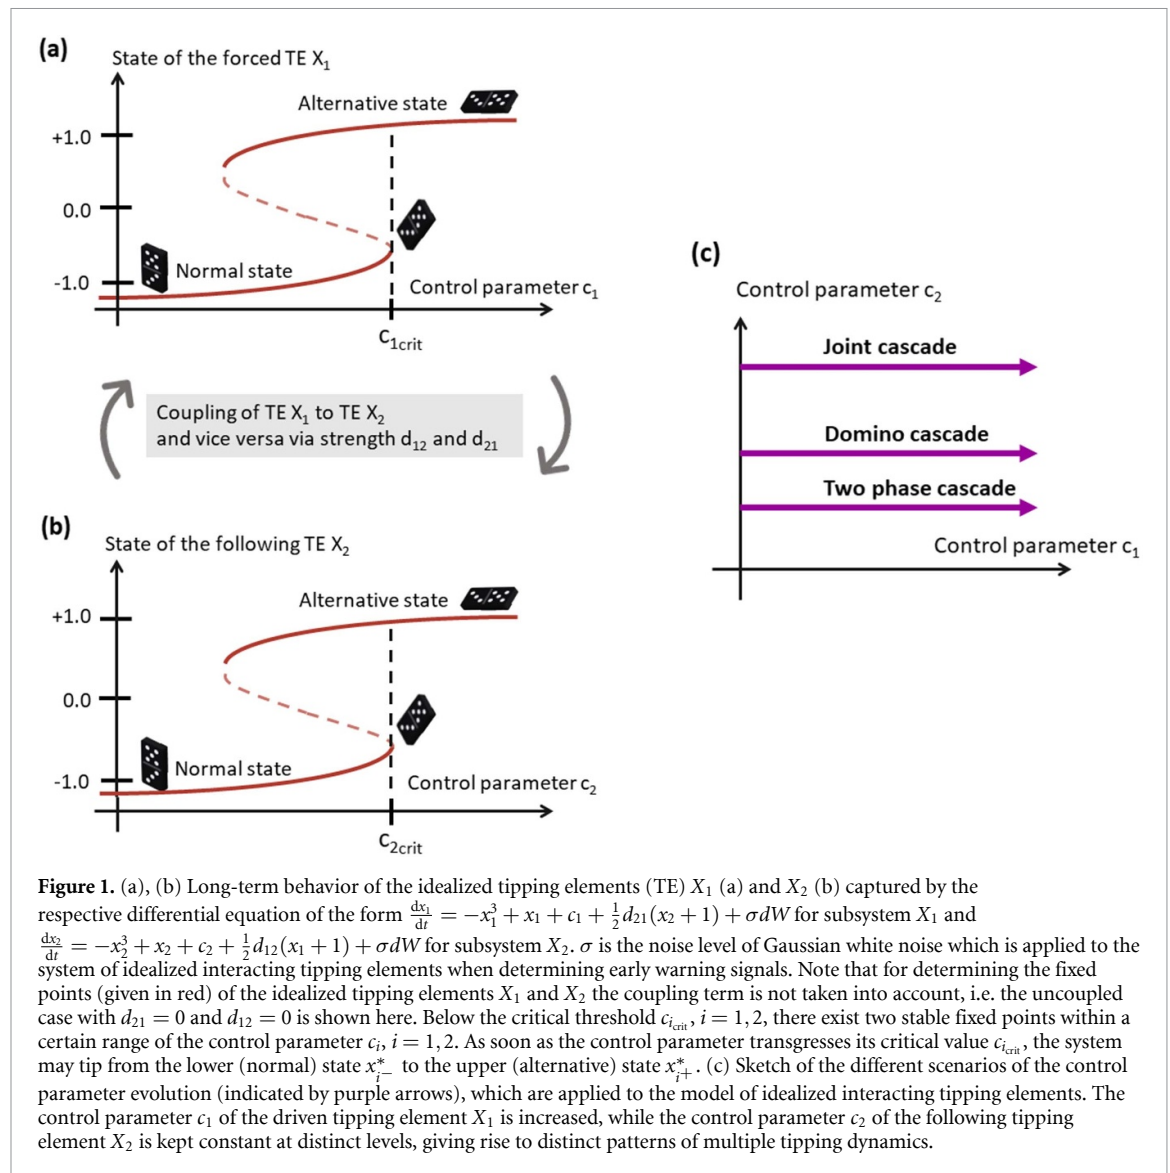 (a)
State of the forced TE X₁
Alternative state
+1.0
0.0
Normal state
-1.0
Control parameter c₁
c₁crit
Coupling of TE X₁ to TE X₂
and vice versa via strength d₁₂ and d₂₁
(b)
State of the following TE X₂
Alternative state
+1.0
0.0
Normal state
-1.0
Control parameter c₂
c₂crit
(c)
Control parameter c₂
Joint cascade
Domino cascade
Two phase cascade
Control parameter c₁
Figure 1. (a), (b) Long-term behavior of the idealized tipping elements (TE) X₁ (a) and X₂ (b) captured by the
respective differential equation of the form dx₁/dt = −x₁³ + x₁ + c₁ + ½d₂₁(x₂ + 1) + σdW for subsystem X₁ and
dx₂/dt = −x₂³ + x₂ + c₂ + ½d₁₂(x₁ + 1) + σdW for subsystem X₂. σ is the noise level of Gaussian white noise which is applied to the
system of idealized interacting tipping elements when determining early warning signals. Note that for determining the fixed
points (given in red) of the idealized tipping elements X₁ and X₂ the coupling term is not taken into account, i.e. the uncoupled
case with d₂₁ = 0 and d₁₂ = 0 is shown here. Below the critical threshold c_{i_crit}, i = 1, 2, there exist two stable fixed points within a
certain range of the control parameter c_i, i = 1, 2. As soon as the control parameter transgresses its critical value c_{i_crit}, the system
may tip from the lower (normal) state x*_{i−} to the upper (alternative) state x*_{i+}. (c) Sketch of the different scenarios of the control
parameter evolution (indicated by purple arrows), which are applied to the model of idealized interacting tipping elements. The
control parameter c₁ of the driven tipping element X₁ is increased, while the control parameter c₂ of the following tipping
element X₂ is kept constant at distinct levels, giving rise to distinct patterns of multiple tipping dynamics.